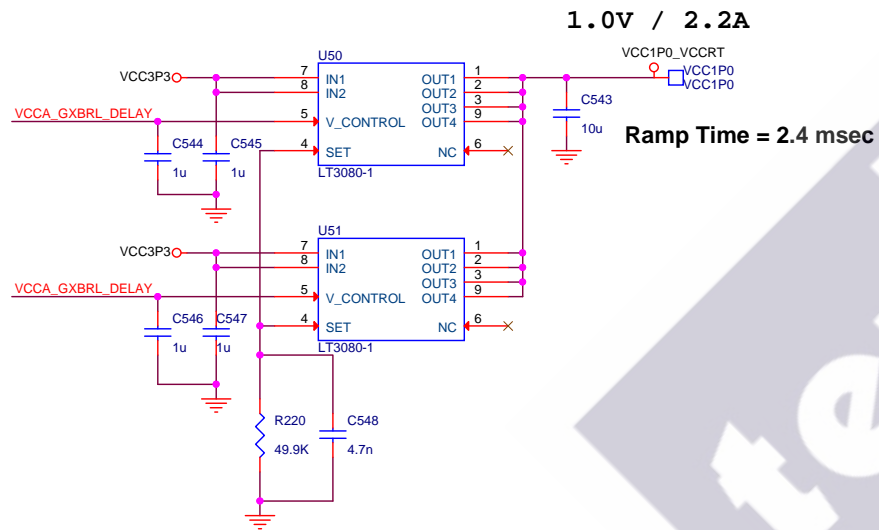 1.0V / 2.2A
VCC1P0_VCCRT
VCC1P0
VCC1P0
U50
VCC3P3
7 IN1 OUT1 1
8 IN2 OUT2 2
OUT3 3
VCCA_GXBRL_DELAY
5 V_CONTROL OUT4 9
4 SET NC 6
LT3080-1
C544
1u
C545
1u
C543
10u
Ramp Time = 2.4 msec
U51
VCC3P3
7 IN1 OUT1 1
8 IN2 OUT2 2
OUT3 3
VCCA_GXBRL_DELAY
5 V_CONTROL OUT4 9
4 SET NC 6
LT3080-1
C546
1u
C547
1u
R220
49.9K
C548
4.7n
te